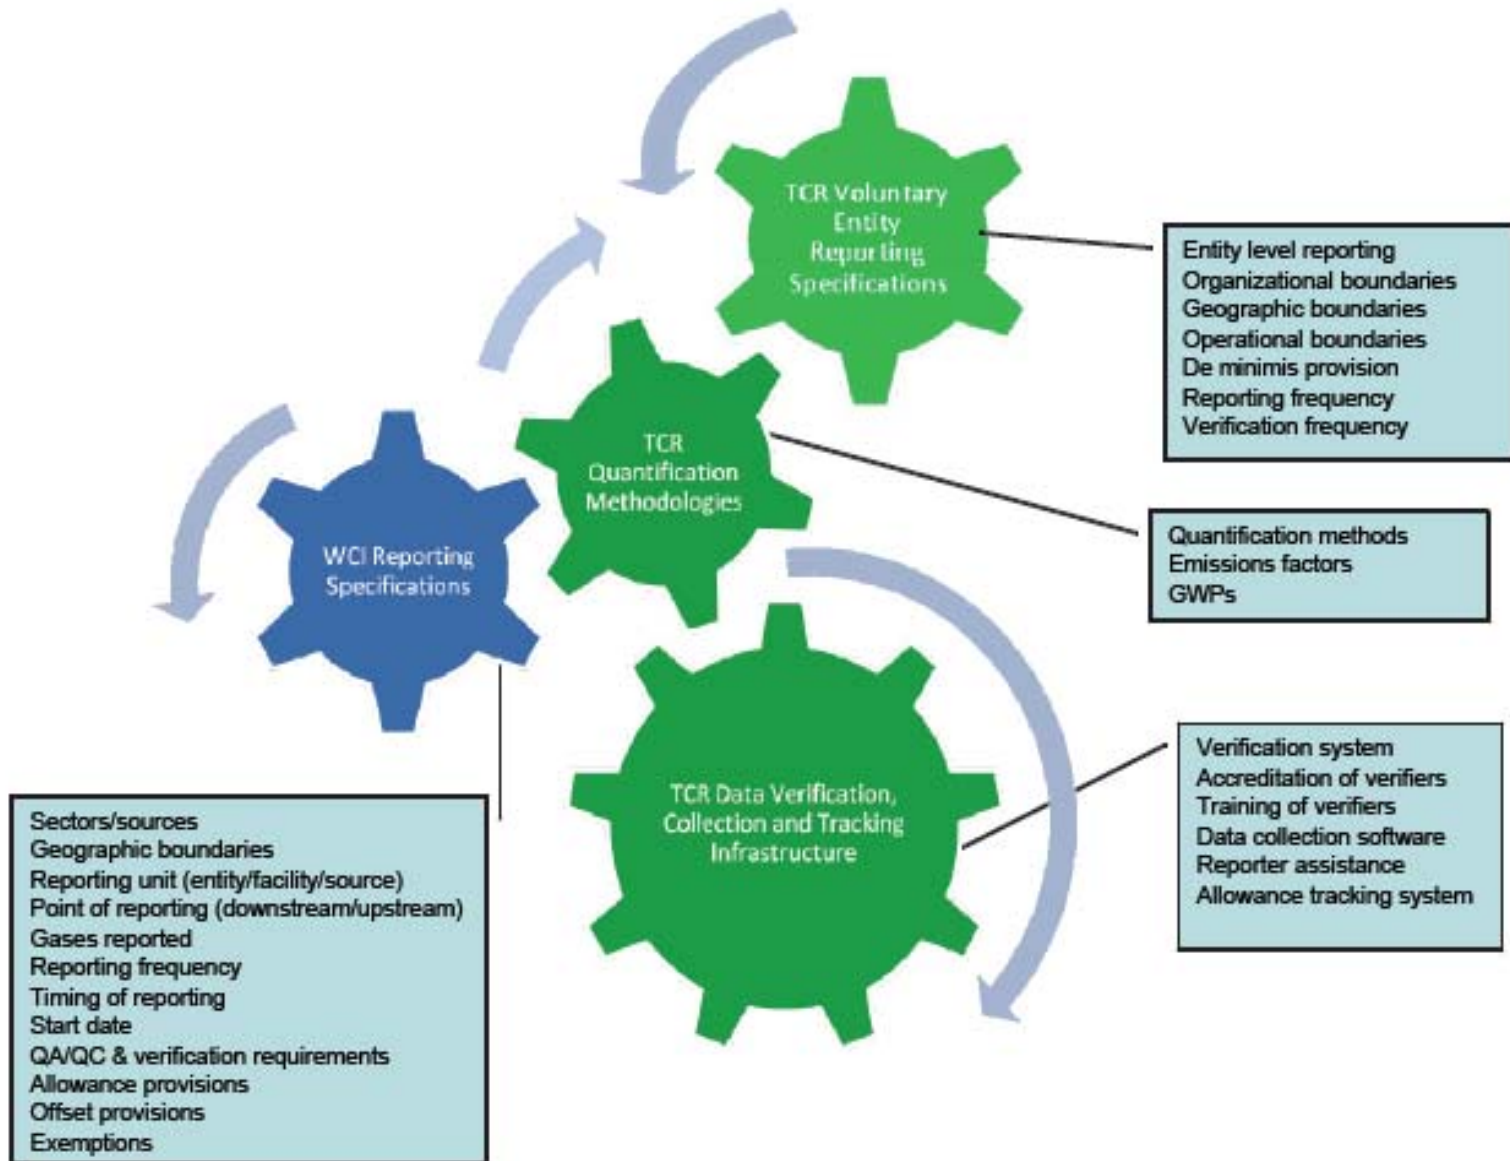 TCR Voluntary
Entity
Reporting
Specifications
Entity level reporting
Organizational boundaries
Geographic boundaries
Operational boundaries
De minimis provision
Reporting frequency
Verification frequency
TCR
Quantification
Methodologies
Quantification methods
Emissions factors
GWPs
WCI Reporting
Specifications
Sectors/sources
Geographic boundaries
Reporting unit (entity/facility/source)
Point of reporting (downstream/upstream)
Gases reported
Reporting frequency
Timing of reporting
Start date
QA/QC & verification requirements
Allowance provisions
Offset provisions
Exemptions
TCR Data Verification,
Collection and Tracking
Infrastructure
Verification system
Accreditation of verifiers
Training of verifiers
Data collection software
Reporter assistance
Allowance tracking system